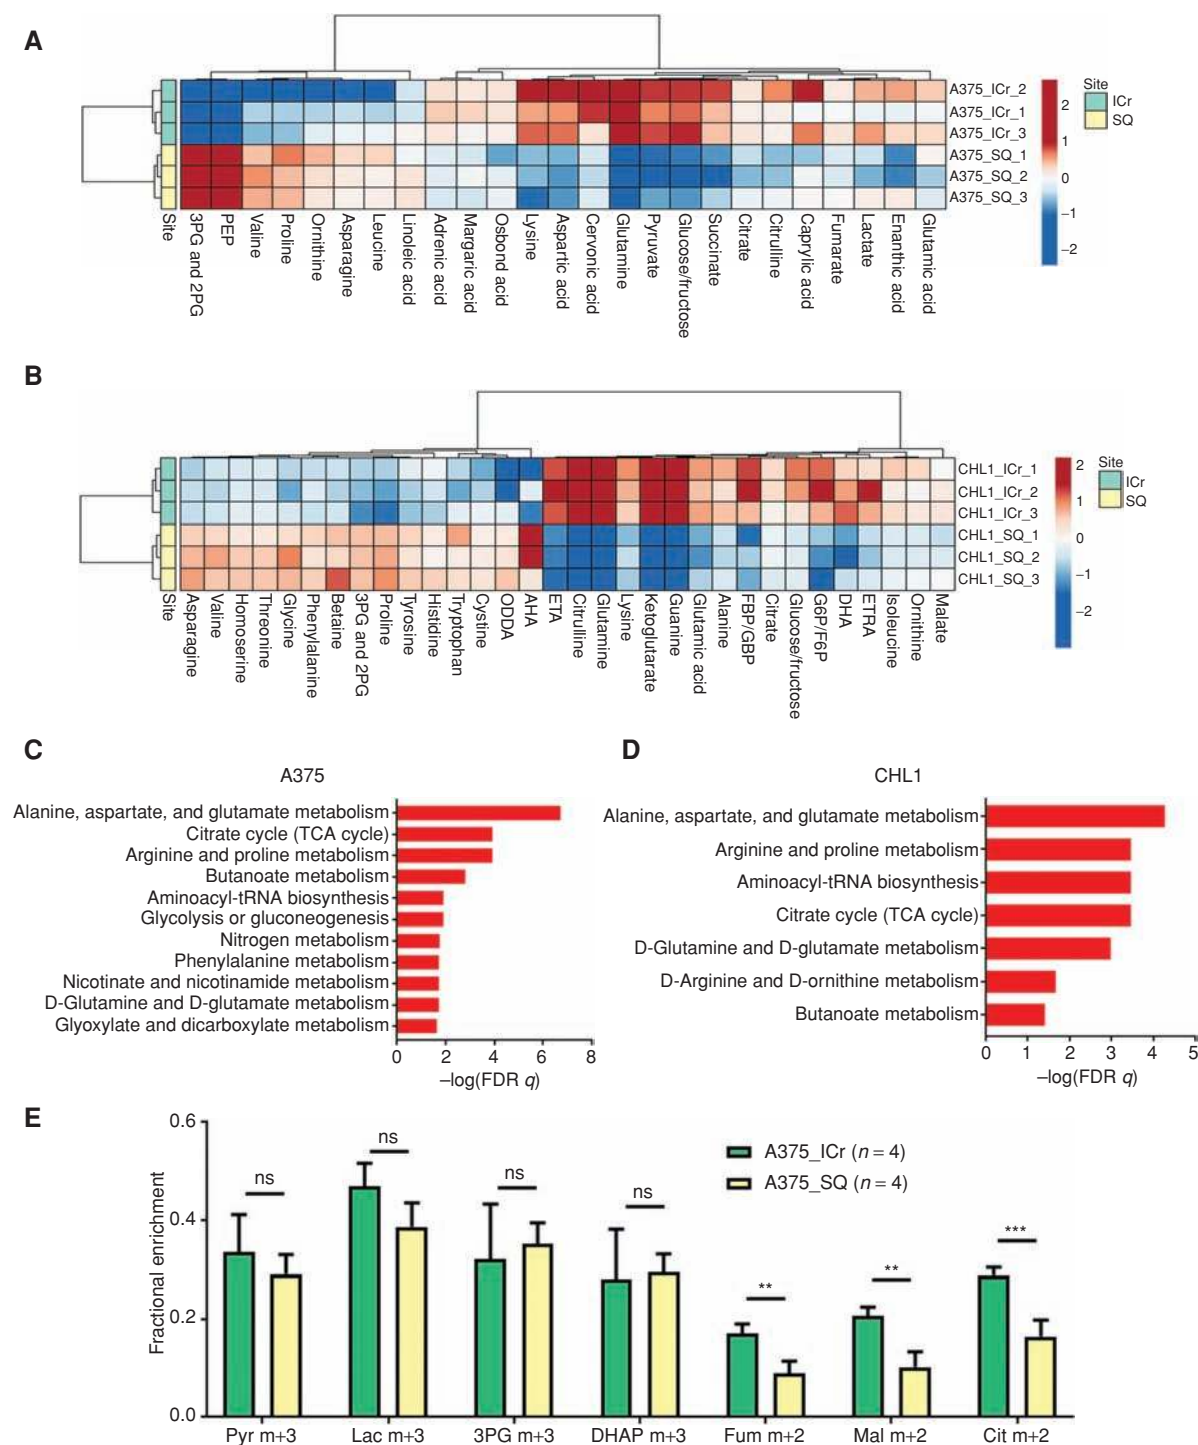 A
Site
ICr
SQ
A375_ICr_2
A375_ICr_1
A375_ICr_3
A375_SQ_1
A375_SQ_2
A375_SQ_3
2
1
0
−1
−2
Site
3PG and 2PG
PEP
Valine
Proline
Ornithine
Asparagine
Leucine
Linoleic acid
Adrenic acid
Margaric acid
Osbond acid
Lysine
Aspartic acid
Cervonic acid
Glutamine
Pyruvate
Glucose/fructose
Succinate
Citrate
Citrulline
Caprylic acid
Fumarate
Lactate
Enanthic acid
Glutamic acid
B
Site
ICr
SQ
CHL1_ICr_1
CHL1_ICr_2
CHL1_ICr_3
CHL1_SQ_1
CHL1_SQ_2
CHL1_SQ_3
2
1
0
−1
−2
Site
Asparagine
Valine
Homoserine
Threonine
Glycine
Phenylalanine
Betaine
3PG and 2PG
Proline
Tyrosine
Histidine
Tryptophan
Cystine
ODDA
AHA
ETA
Citrulline
Glutamine
Lysine
Ketoglutarate
Guanine
Glutamic acid
Alanine
FBP/GBP
Citrate
Glucose/fructose
G6P/F6P
DHA
ETRA
Isoleucine
Ornithine
Malate
C
A375
Alanine, aspartate, and glutamate metabolism
Citrate cycle (TCA cycle)
Arginine and proline metabolism
Butanoate metabolism
Aminoacyl-tRNA biosynthesis
Glycolysis or gluconeogenesis
Nitrogen metabolism
Phenylalanine metabolism
Nicotinate and nicotinamide metabolism
D-Glutamine and D-glutamate metabolism
Glyoxylate and dicarboxylate metabolism
0 2 4 6 8
−log(FDR q)
D
CHL1
Alanine, aspartate, and glutamate metabolism
Arginine and proline metabolism
Aminoacyl-tRNA biosynthesis
Citrate cycle (TCA cycle)
D-Glutamine and D-glutamate metabolism
D-Arginine and D-ornithine metabolism
Butanoate metabolism
0 1 2 3 4 5
−log(FDR q)
E
Fractional enrichment
0.6
0.4
0.2
0.0
ns
ns
ns
ns
**
**
***
A375_ICr (n = 4)
A375_SQ (n = 4)
Pyr m+3 Lac m+3 3PG m+3 DHAP m+3 Fum m+2 Mal m+2 Cit m+2